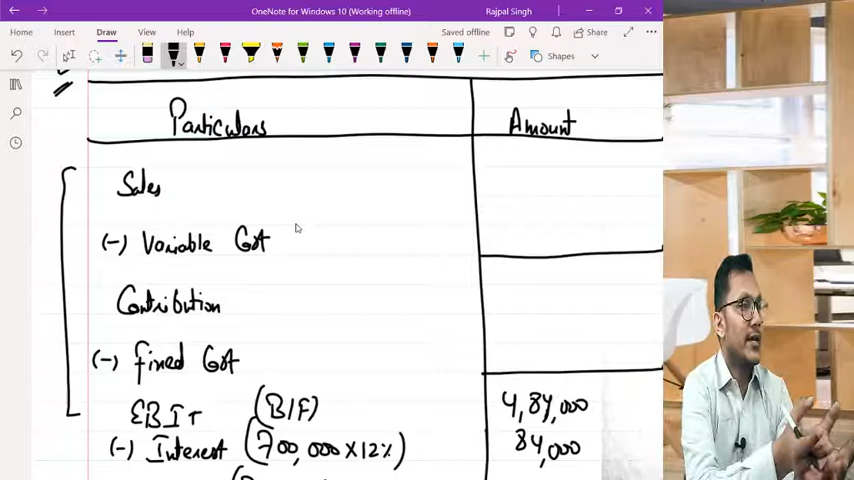 OneNote for Windows 10 (Working offline)
Rajpal Singh
Home Insert Draw View Help
Saved offline
Share
Shapes
Particulars Amount
Sales
(-) Variable Cost
Contribution
(-) Fixed Cost
EBIT (B/F) 4,84,000
(-) Interest (700,000 X 12% ) 84,000